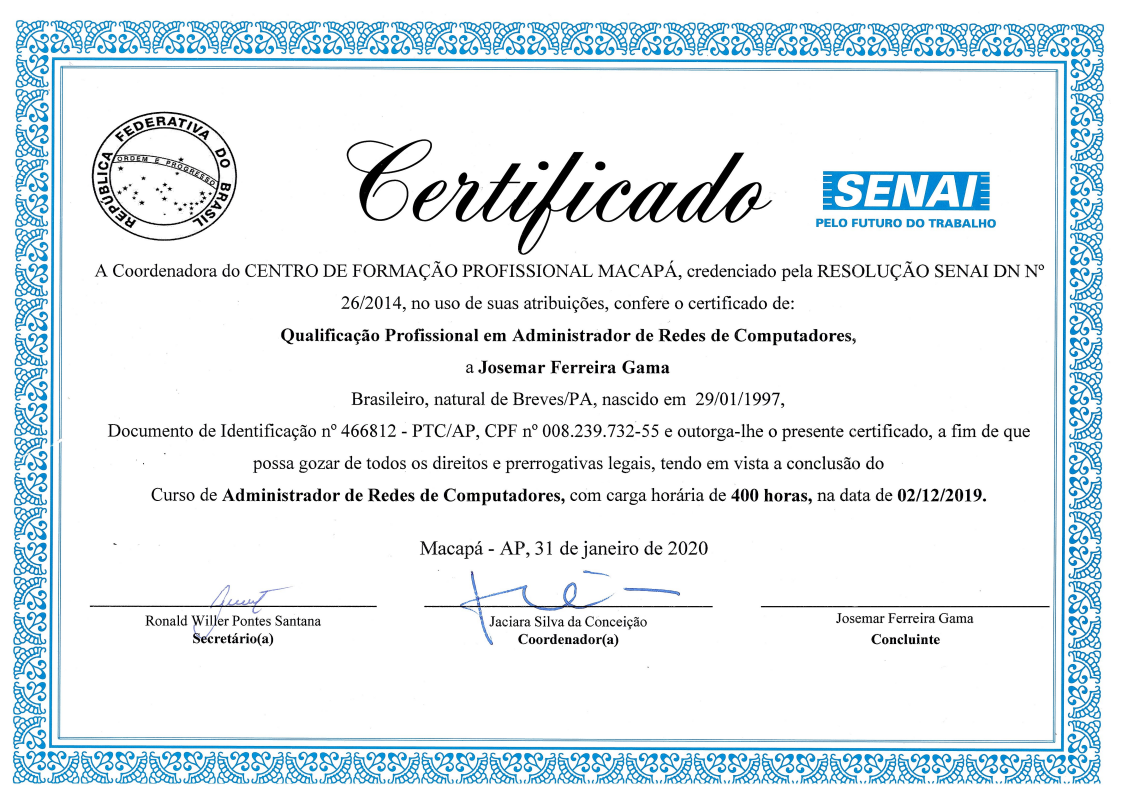 REPÚBLICA FEDERATIVA DO BRASIL
ORDEM E PROGRESSO
Certificado
SENAI
PELO FUTURO DO TRABALHO
A Coordenadora do CENTRO DE FORMAÇÃO PROFISSIONAL MACAPÁ, credenciado pela RESOLUÇÃO SENAI DN Nº
26/2014, no uso de suas atribuições, confere o certificado de:
Qualificação Profissional em Administrador de Redes de Computadores,
a Josemar Ferreira Gama
Brasileiro, natural de Breves/PA, nascido em 29/01/1997,
Documento de Identificação nº 466812 - PTC/AP, CPF nº 008.239.732-55 e outorga-lhe o presente certificado, a fim de que
possa gozar de todos os direitos e prerrogativas legais, tendo em vista a conclusão do
Curso de Administrador de Redes de Computadores, com carga horária de 400 horas, na data de 02/12/2019.
Macapá - AP, 31 de janeiro de 2020
Ronald Willer Pontes Santana
Secretário(a)
Jaciara Silva da Conceição
Coordenador(a)
Josemar Ferreira Gama
Concluinte